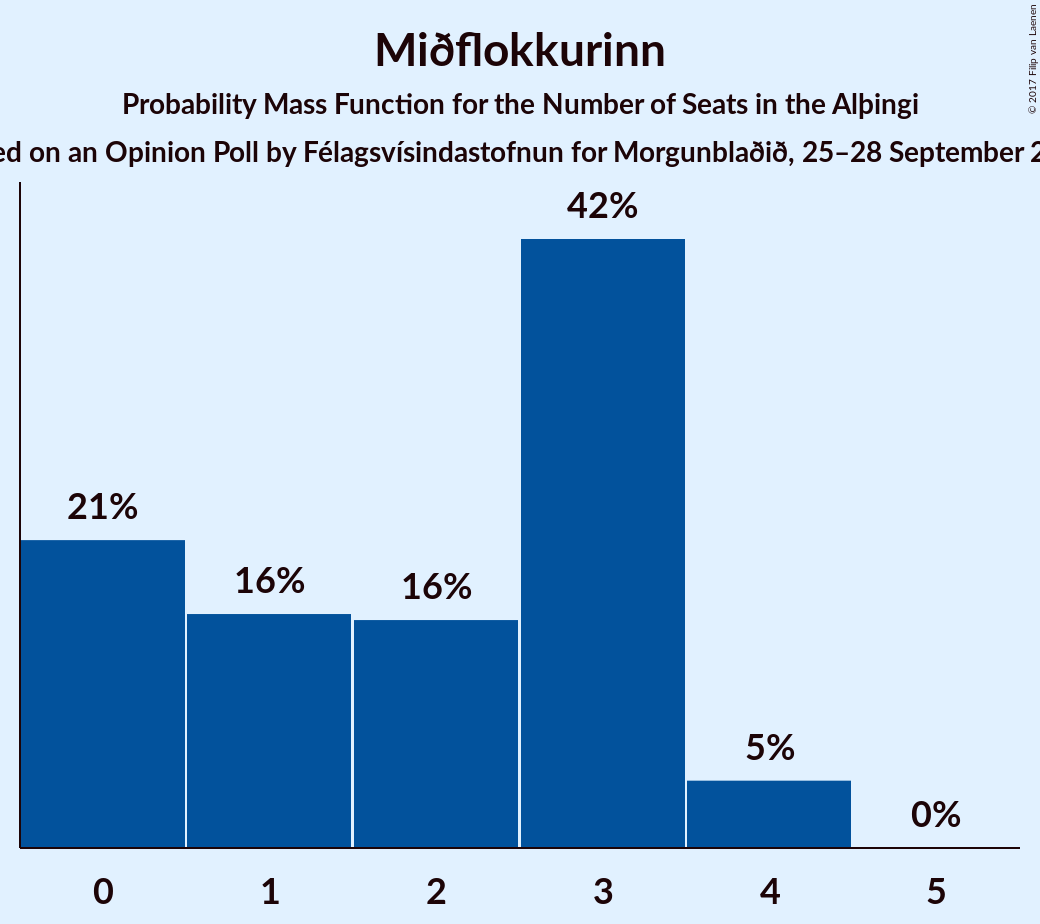 Miðflokkurinn
Probability Mass Function for the Number of Seats in the Alþingi
ed on an Opinion Poll by Félagsvísindastofnun for Morgunblaðið, 25–28 September 2
© 2017 Filip van Laenen
42%
21%
16%
16%
5%
0%
0 1 2 3 4 5